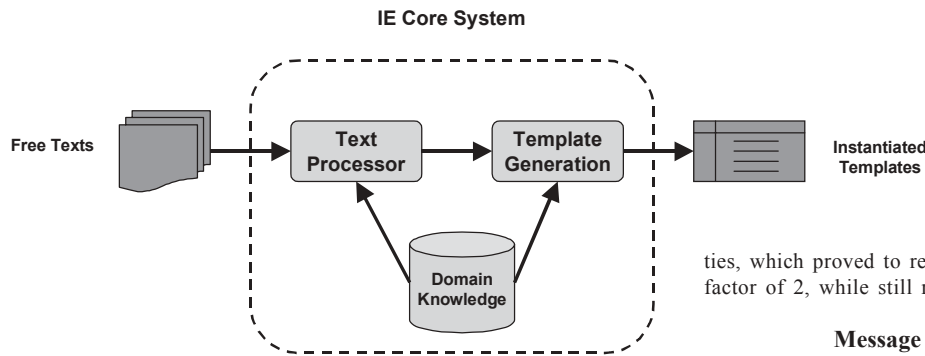 IE Core System
Free Texts
Text
Processor
Template
Generation
Instantiated
Templates
Domain
Knowledge
ties, which proved to re
factor of 2, while still
Message